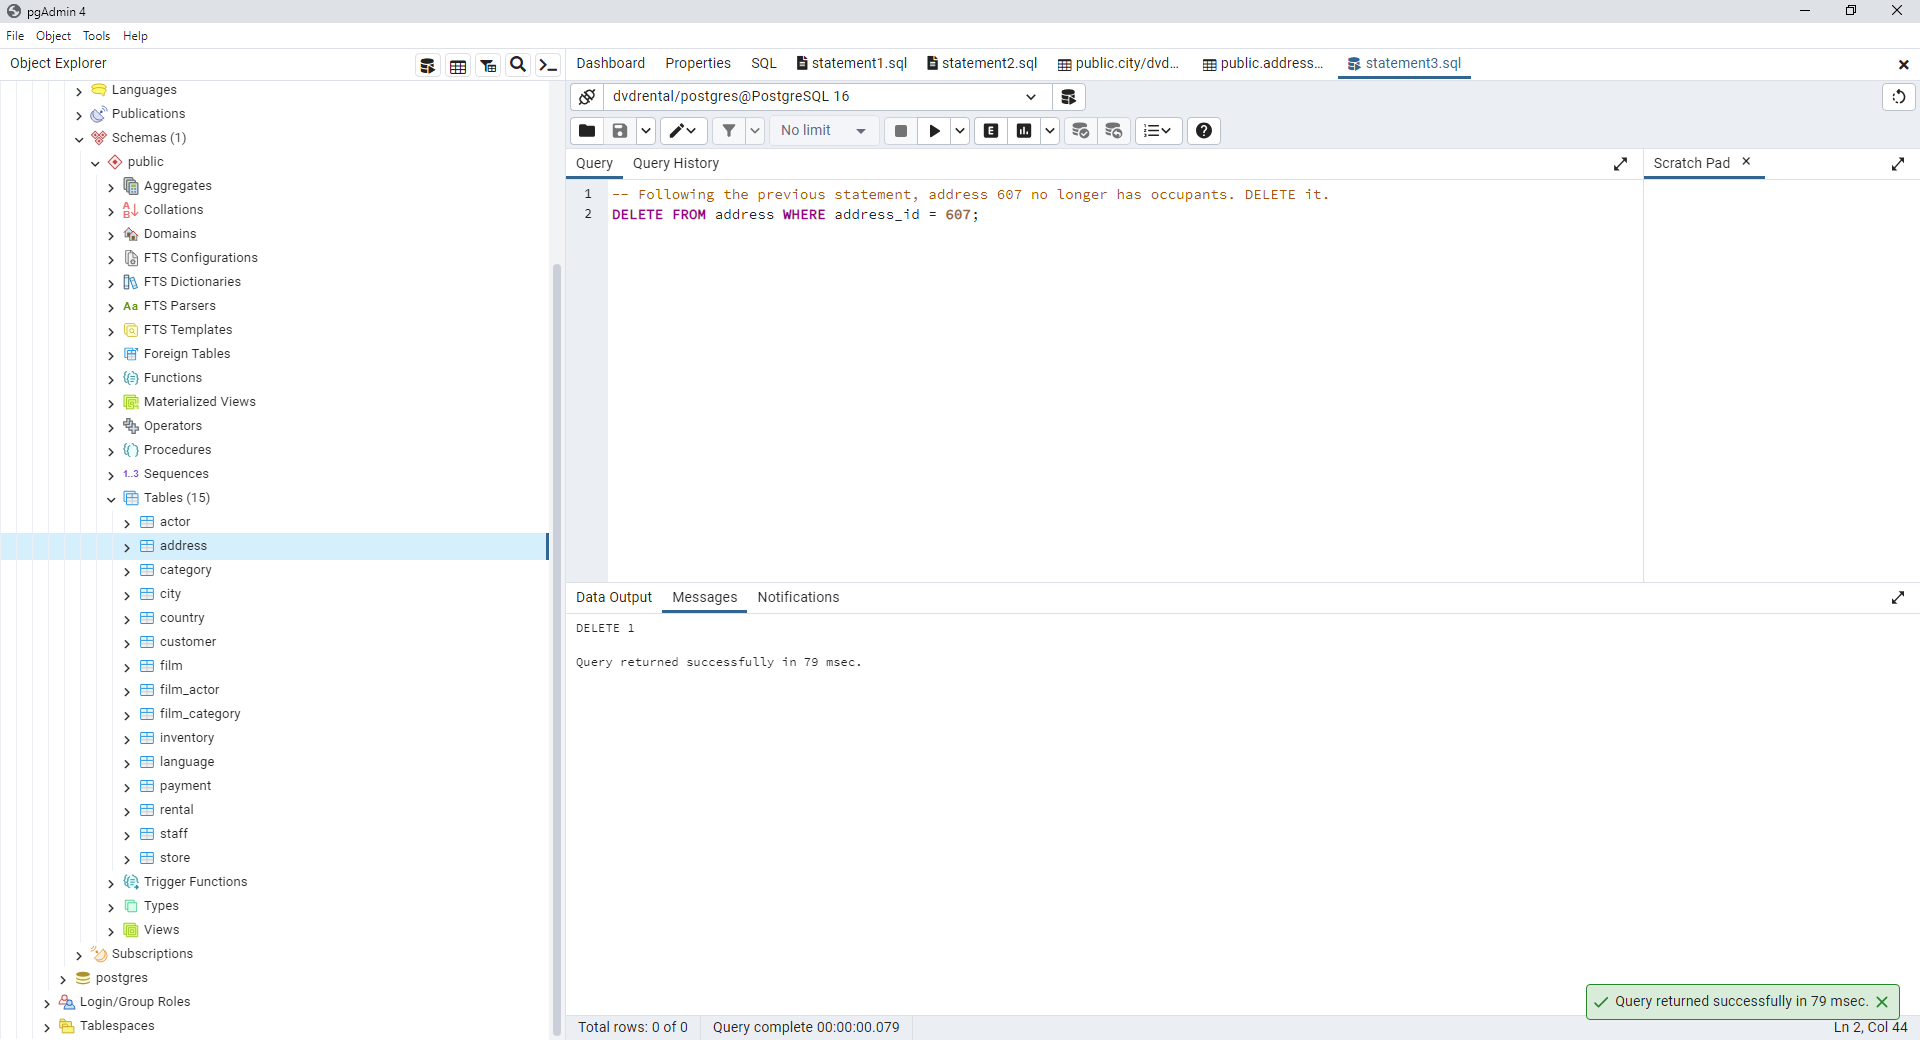 pgAdmin 4
File Object Tools Help
Object Explorer
Languages
Publications
Schemas (1)
public
Aggregates
Collations
Domains
FTS Configurations
FTS Dictionaries
Aa FTS Parsers
FTS Templates
Foreign Tables
Functions
Materialized Views
Operators
Procedures
1..3 Sequences
Tables (15)
actor
address
category
city
country
customer
film
film_actor
film_category
inventory
language
payment
rental
staff
store
Trigger Functions
Types
Views
Subscriptions
postgres
Login/Group Roles
Tablespaces
Dashboard Properties SQL statement1.sql statement2.sql public.city/dvd... public.address... statement3.sql
dvdrental/postgres@PostgreSQL 16
No limit E
Query Query History
Scratch Pad
1 -- Following the previous statement, address 607 no longer has occupants. DELETE it.
2 DELETE FROM address WHERE address_id = 607;
Data Output Messages Notifications
DELETE 1
Query returned successfully in 79 msec.
Query returned successfully in 79 msec.
Total rows: 0 of 0 Query complete 00:00:00.079 Ln 2, Col 44